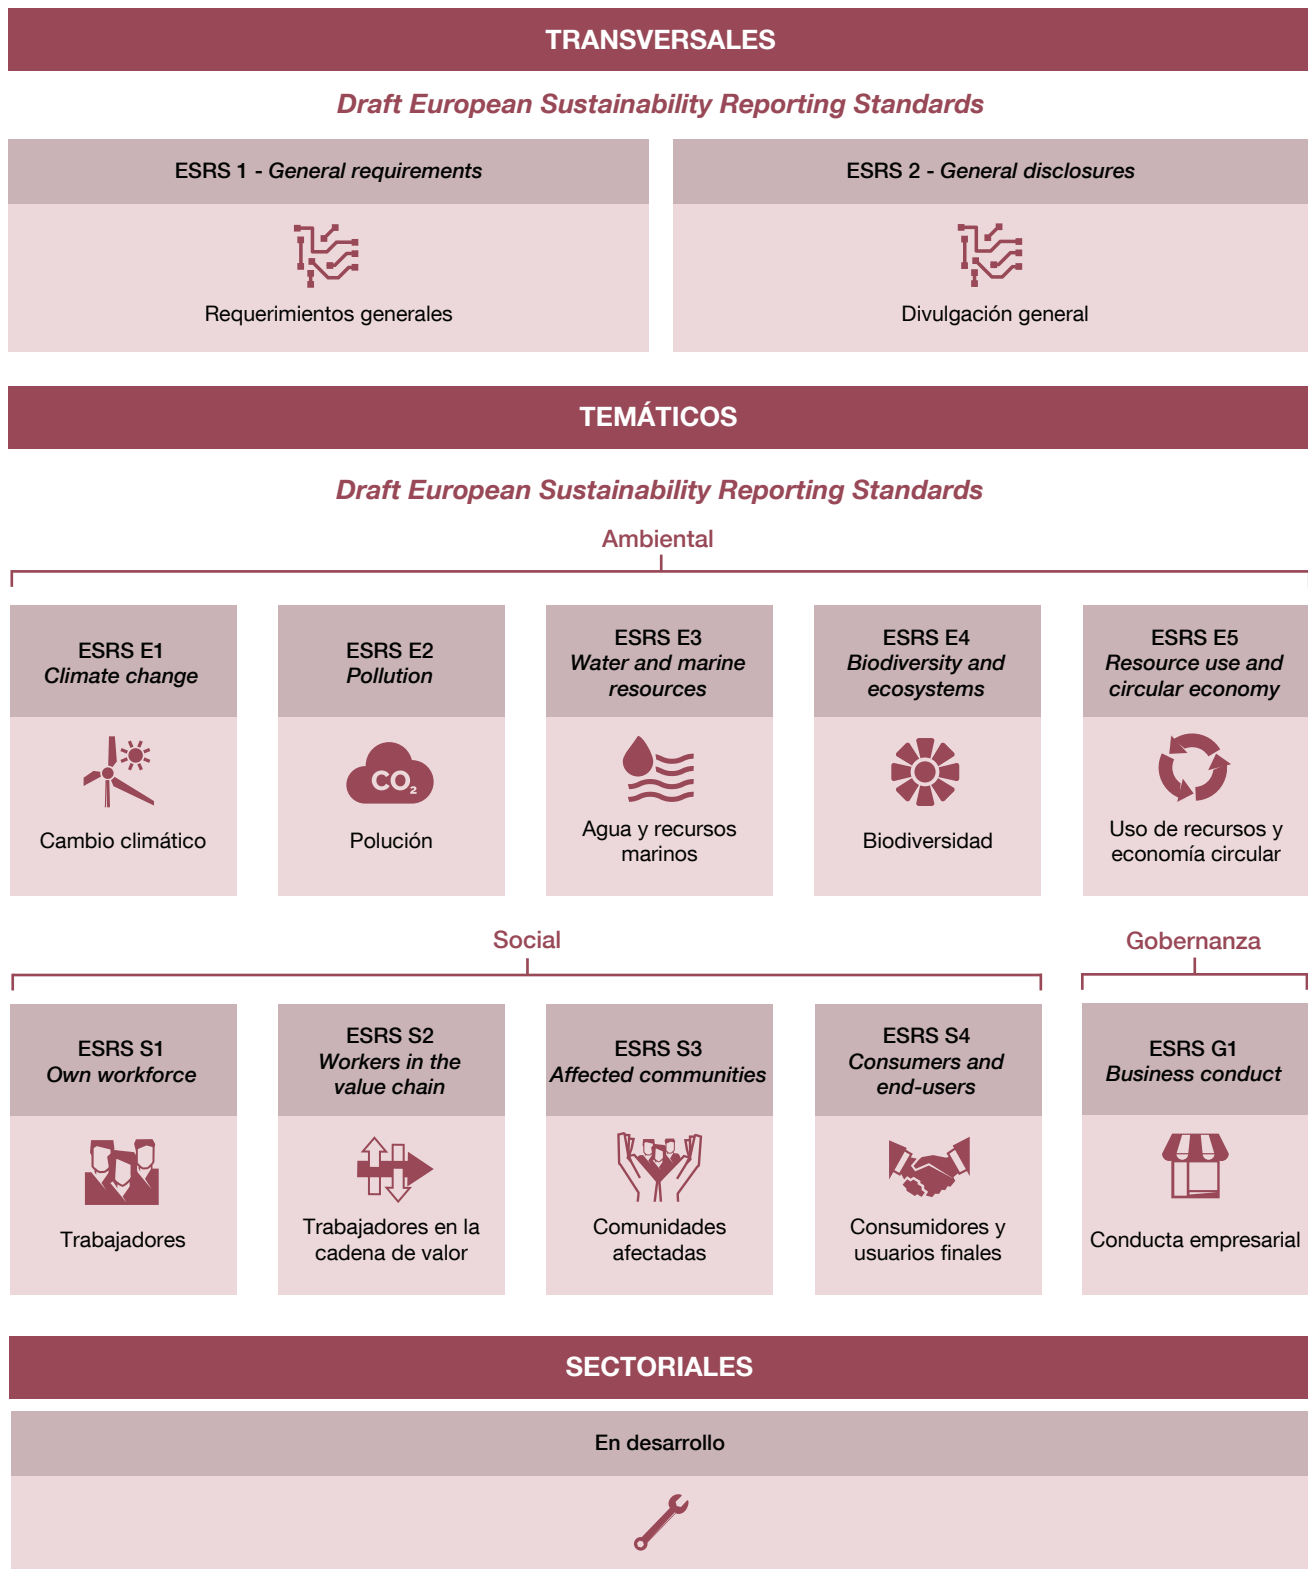 TRANSVERSALES
Draft European Sustainability Reporting Standards
ESRS 1 - General requirements
Requerimientos generales
ESRS 2 - General disclosures
Divulgación general
TEMÁTICOS
Draft European Sustainability Reporting Standards
Ambiental
ESRS E1
Climate change
Cambio climático
ESRS E2
Pollution
CO2
Polución
ESRS E3
Water and marine
resources
Agua y recursos
marinos
ESRS E4
Biodiversity and
ecosystems
Biodiversidad
ESRS E5
Resource use and
circular economy
Uso de recursos y
economía circular
Social
ESRS S1
Own workforce
Trabajadores
ESRS S2
Workers in the
value chain
Trabajadores en la
cadena de valor
ESRS S3
Affected communities
Comunidades
afectadas
ESRS S4
Consumers and
end-users
Consumidores y
usuarios finales
Gobernanza
ESRS G1
Business conduct
Conducta empresarial
SECTORIALES
En desarrollo